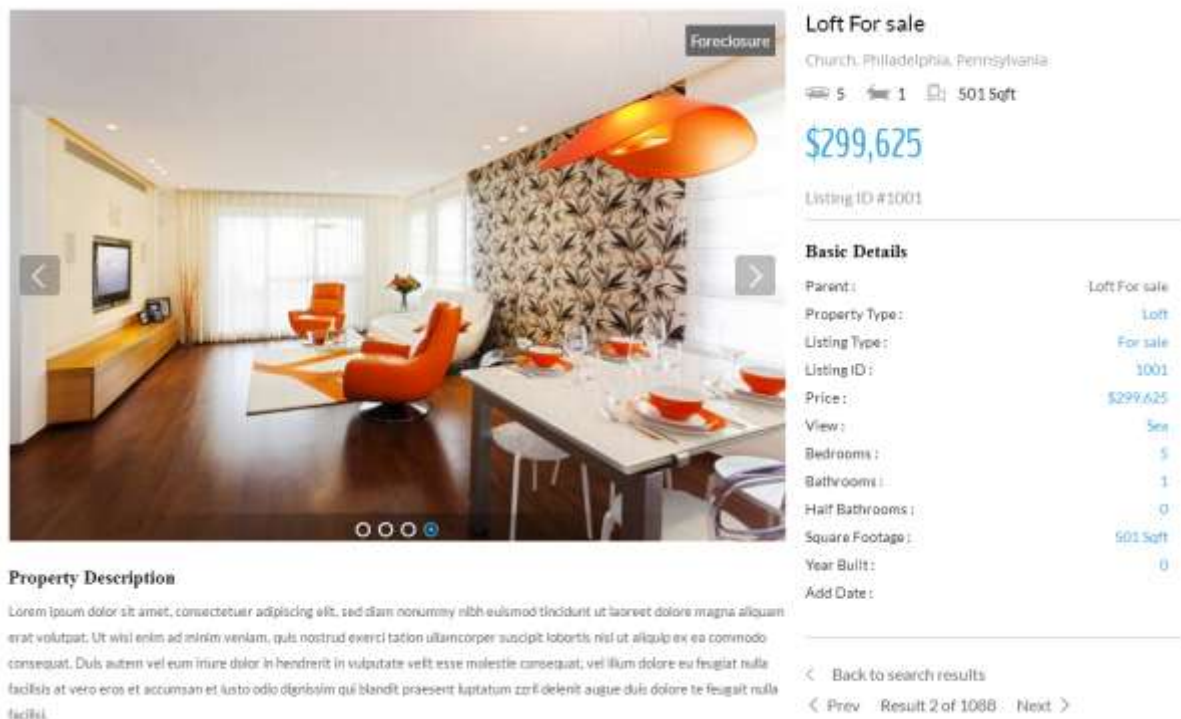 Foreclosure
Loft For sale
Church, Philadelphia, Pennsylvania
5 1 501 Sqft
$299,625
Listing ID #1001
Basic Details
Parent : Loft For sale
Property Type : Loft
Listing Type : For sale
Listing ID : 1001
Price : $299,625
View : Sea
Bedrooms : 5
Bathrooms : 1
Half Bathrooms : 0
Square Footage : 501 Sqft
Year Built : 0
Add Date :
Property Description
Lorem ipsum dolor sit amet, consectetuer adipiscing elit, sed diam nonummy nibh euismod tincidunt ut laoreet dolore magna aliquam
erat volutpat. Ut wisi enim ad minim veniam, quis nostrud exerci tation ullamcorper suscipit lobortis nisl ut aliquip ex ea commodo
consequat. Duis autem vel eum iriure dolor in hendrerit in vulputate velit esse molestie consequat, vel illum dolore eu feugiat nulla
facilisis at vero eros et accumsan et iusto odio dignissim qui blandit praesent luptatum zzril delenit augue duis dolore te feugait nulla
facilisi.
Back to search results
Prev Result 2 of 1088 Next